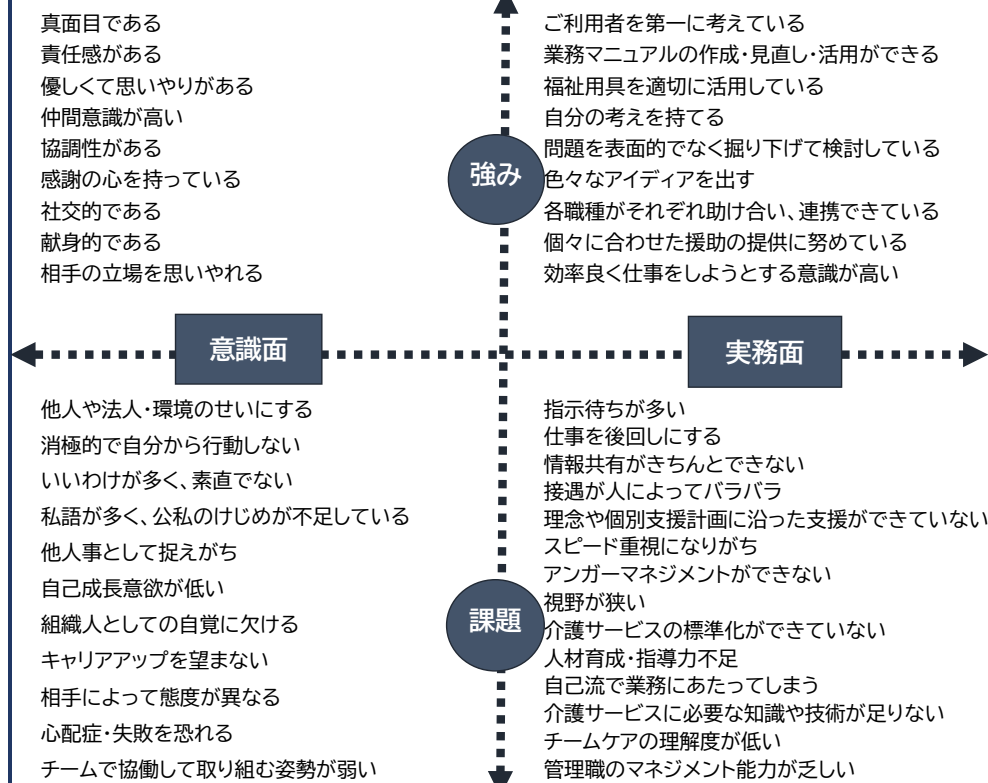 真面目である
責任感がある
優しくて思いやりがある
仲間意識が高い
協調性がある
感謝の心を持っている
社交的である
献身的である
相手の立場を思いやれる
強み
ご利用者を第一に考えている
業務マニュアルの作成・見直し・活用ができる
福祉用具を適切に活用している
自分の考えを持てる
問題を表面的でなく掘り下げて検討している
色々なアイディアを出す
各職種がそれぞれ助け合い、連携できている
個々に合わせた援助の提供に努めている
効率良く仕事をしようとする意識が高い
意識面
実務面
他人や法人・環境のせいにする
消極的で自分から行動しない
いいわけが多く、素直でない
私語が多く、公私のけじめが不足している
他人事として捉えがち
自己成長意欲が低い
組織人としての自覚に欠ける
キャリアアップを望まない
相手によって態度が異なる
心配症・失敗を恐れる
チームで協働して取り組む姿勢が弱い
課題
指示待ちが多い
仕事を後回しにする
情報共有がきちんとできない
接遇が人によってバラバラ
理念や個別支援計画に沿った支援ができていない
スピード重視になりがち
アンガーマネジメントができない
視野が狭い
介護サービスの標準化ができていない
人材育成・指導力不足
自己流で業務にあたってしまう
介護サービスに必要な知識や技術が足りない
チームケアの理解度が低い
管理職のマネジメント能力が乏しい